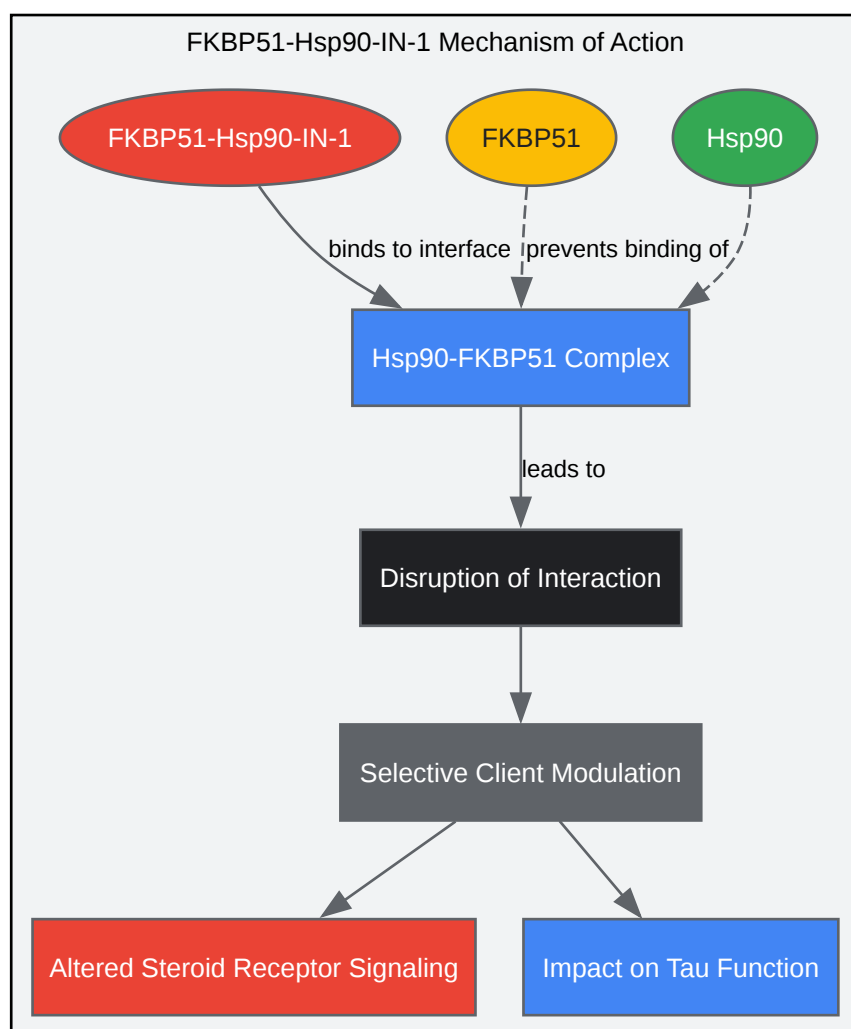 FKBP51-Hsp90-IN-1 Mechanism of Action
FKBP51-Hsp90-IN-1
FKBP51
Hsp90
binds to interface
prevents binding of
Hsp90-FKBP51 Complex
leads to
Disruption of Interaction
Selective Client Modulation
Altered Steroid Receptor Signaling
Impact on Tau Function